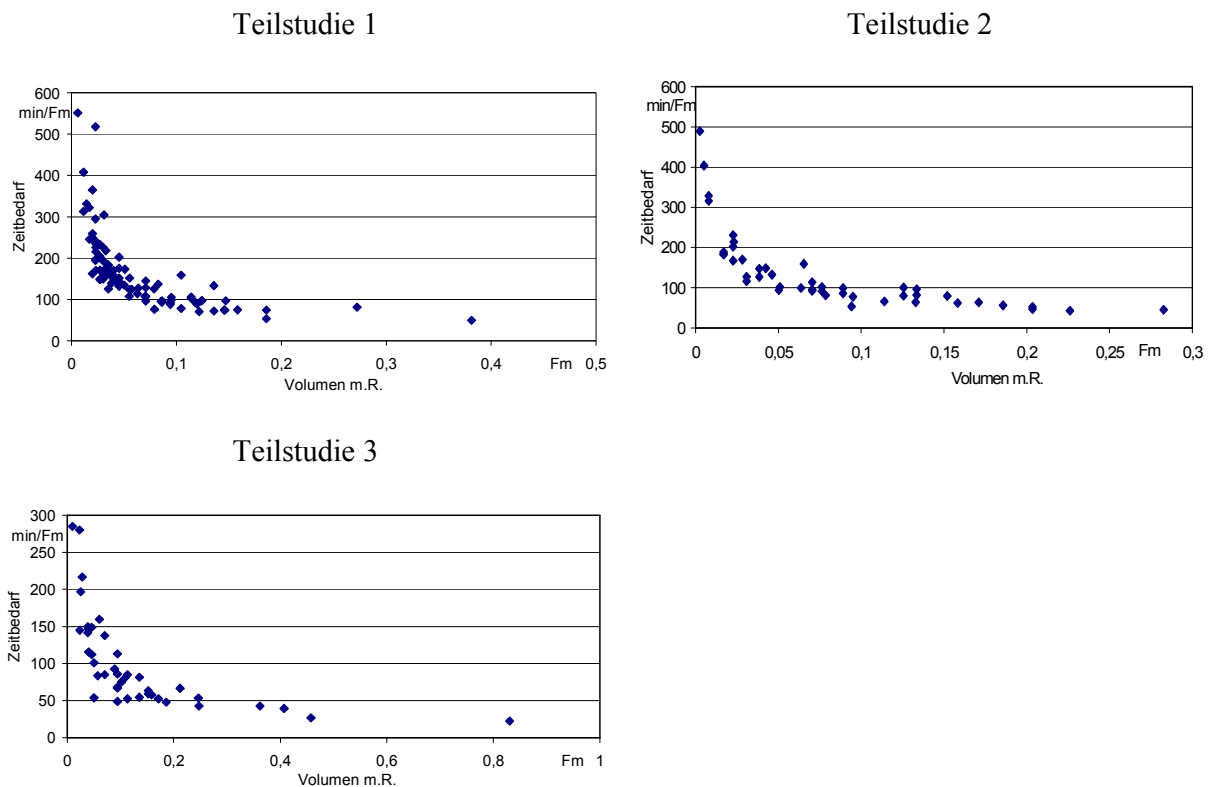 Teilstudie 1
600
min/Fm
500
400
300
200
100
0
Zeitbedarf
0 0,1 0,2 0,3 0,4 Fm 0,5
Volumen m.R.
Teilstudie 2
600
min/Fm
500
400
300
200
100
0
Zeitbedarf
0 0,05 0,1 0,15 0,2 0,25 Fm 0,3
Volumen m.R.
Teilstudie 3
300
min/Fm
250
200
150
100
50
0
Zeitbedarf
0 0,2 0,4 0,6 0,8 Fm 1
Volumen m.R.